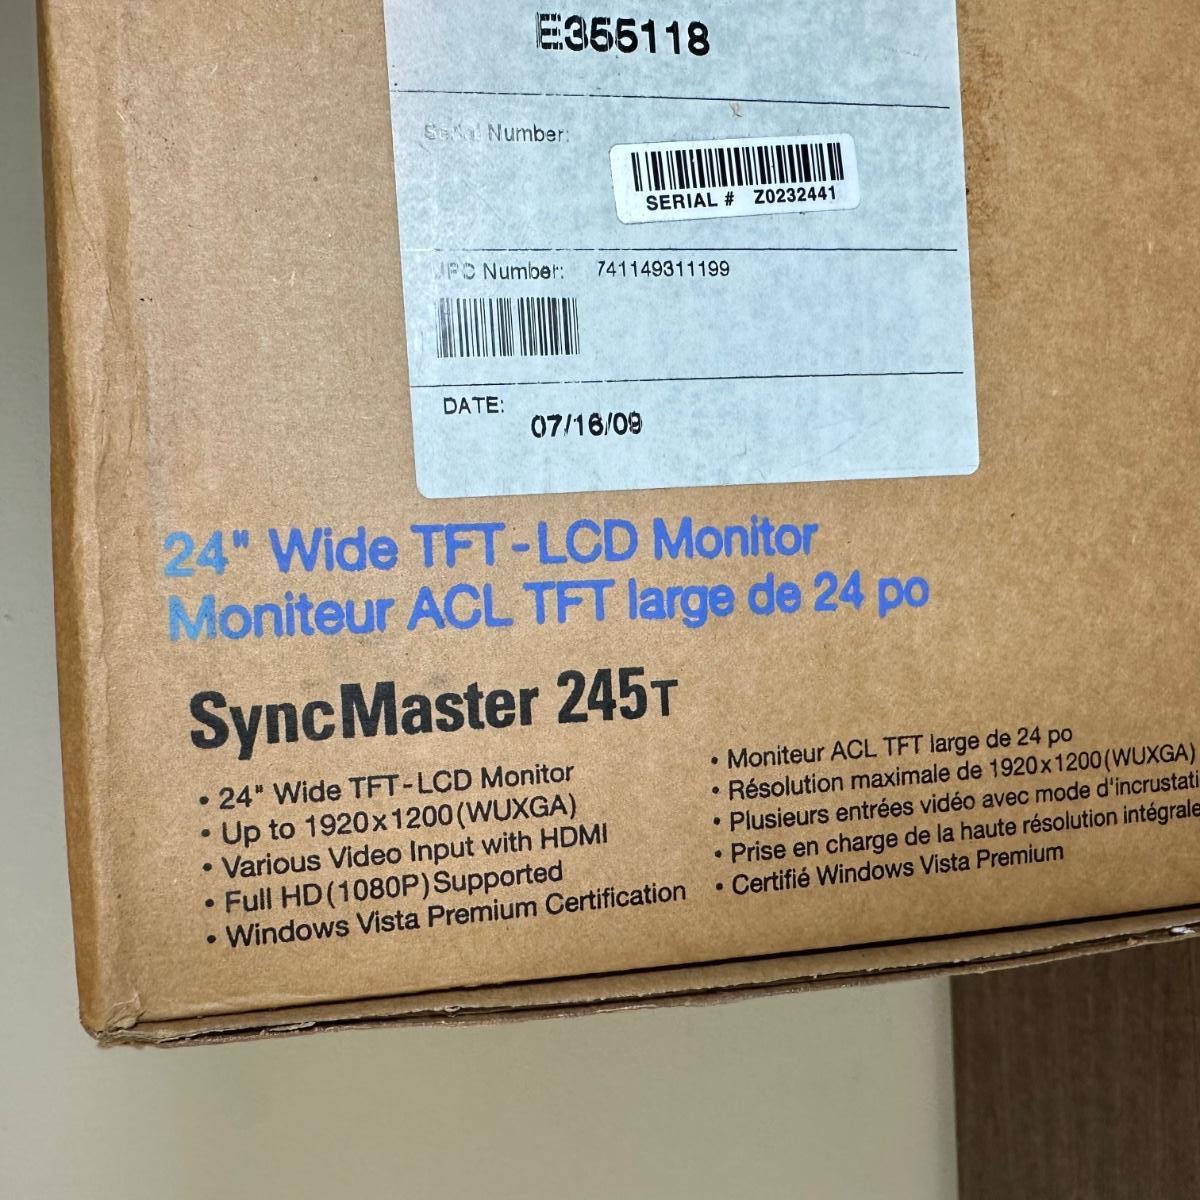 E355118
Serial Number:
SERIAL # Z0232441
UPC Number: 741149311199
DATE:
07/16/09
24" Wide TFT-LCD Monitor
Moniteur ACL TFT large de 24 po
SyncMaster 245T
• 24" Wide TFT-LCD Monitor
• Up to 1920x1200(WUXGA)
• Various Video Input with HDMI
• Full HD(1080P)Supported
• Windows Vista Premium Certification
• Moniteur ACL TFT large de 24 po
• Résolution maximale de 1920x1200(WUXGA)
• Plusieurs entrées vidéo avec mode d'incrustati
• Prise en charge de la haute résolution intégrale
• Certifié Windows Vista Premium